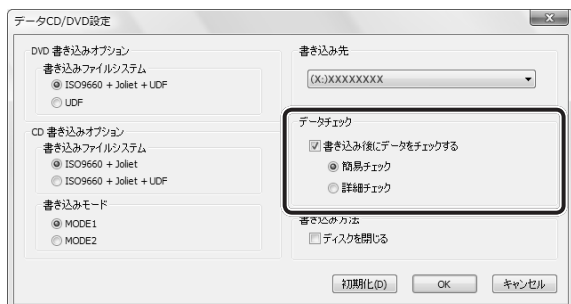 データCD/DVD設定
DVD 書き込みオプション
書き込みファイルシステム
ISO9660 + Joliet + UDF
UDF
CD 書き込みオプション
書き込みファイルシステム
ISO9660 + Joliet
ISO9660 + Joliet + UDF
書き込みモード
MODE1
MODE2
書き込み先
(X:)XXXXXXXX
データチェック
書き込み後にデータをチェックする
簡易チェック
詳細チェック
書き込み方法
ディスクを閉じる
初期化(D)
OK
キャンセル